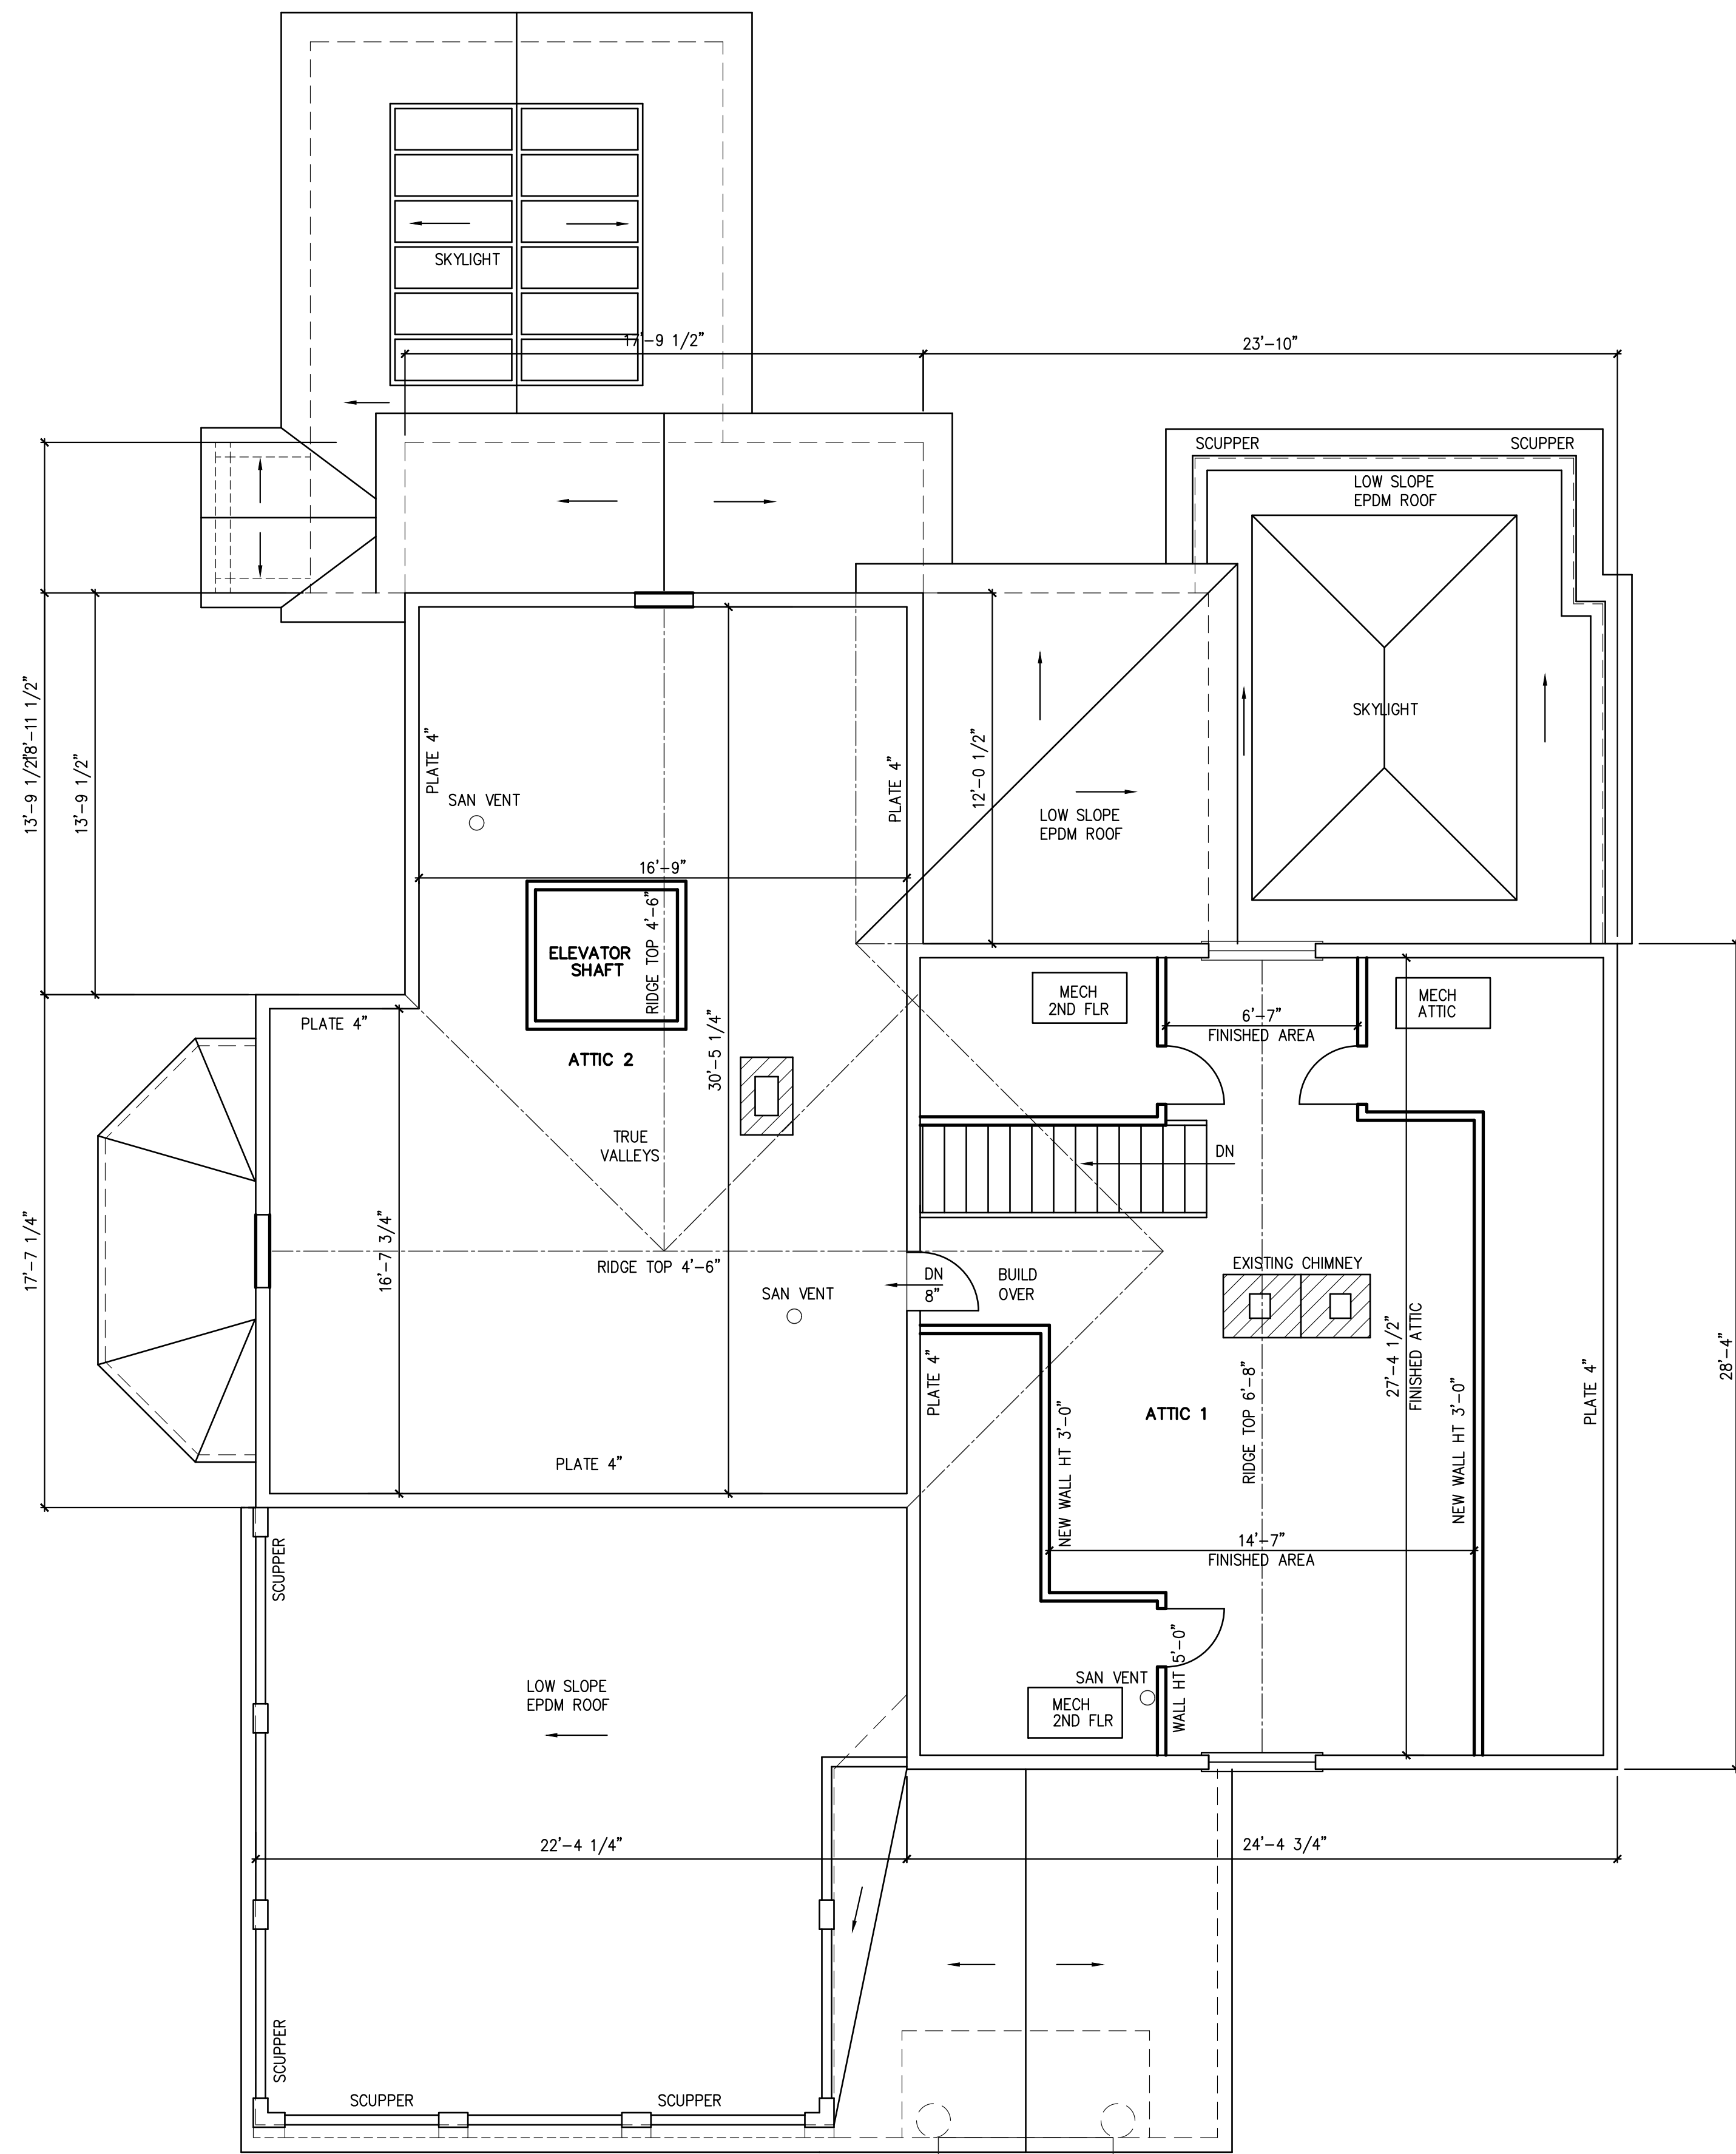 SKYLIGHT
17'-9 1/2"
23'-10"
SCUPPER
SCUPPER
LOW SLOPE
EPDM ROOF
18'-11 1/2"
13'-9 1/2"
13'-9 1/2"
PLATE 4"
SAN VENT
PLATE 4"
12'-0 1/2"
LOW SLOPE
EPDM ROOF
SKYLIGHT
16'-9"
RIDGE TOP 4'-6"
ELEVATOR
SHAFT
PLATE 4"
ATTIC 2
30'-5 1/4"
TRUE
VALLEYS
MECH
2ND FLR
6'-7"
FINISHED AREA
MECH
ATTIC
DN
17'-7 1/4"
16'-7 3/4"
RIDGE TOP 4'-6"
SAN VENT
DN
8"
BUILD
OVER
EXISTING CHIMNEY
27'-4 1/2"
FINISHED ATTIC
28'-4"
PLATE 4"
NEW WALL HT 3'-0"
ATTIC 1
RIDGE TOP 6'-8"
NEW WALL HT 3'-0"
PLATE 4"
PLATE 4"
14'-7"
FINISHED AREA
SCUPPER
LOW SLOPE
EPDM ROOF
SAN VENT
WALL HT 5'-0"
MECH
2ND FLR
22'-4 1/4"
24'-4 3/4"
SCUPPER
SCUPPER
SCUPPER